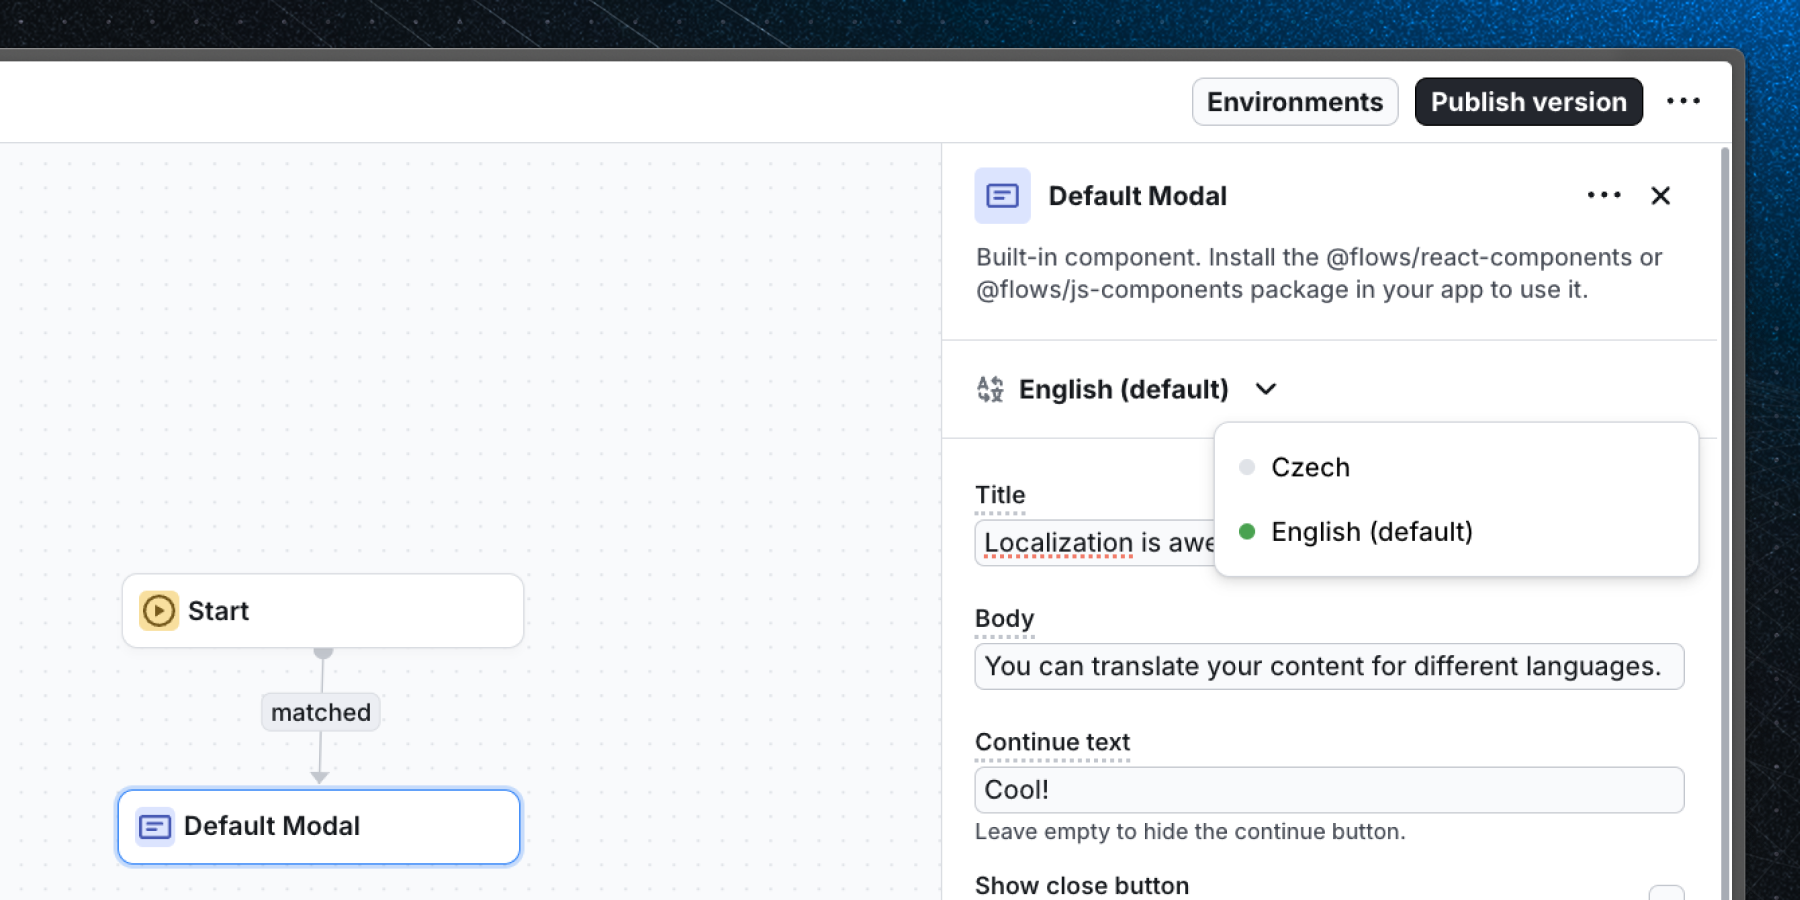 Environments
Publish version
Default Modal
Built-in component. Install the @flows/react-components or
@flows/js-components package in your app to use it.
English (default)
Czech
English (default)
Title
Localization is
Body
You can translate your content for different languages.
Continue text
Cool!
Leave empty to hide the continue button.
Show close button
Start
matched
Default Modal